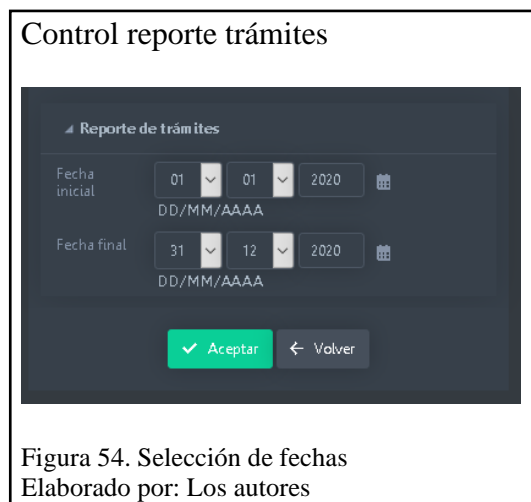 Control reporte trámites
Reporte de trámites
Fecha inicial
01 01 2020
DD/MM/AAAA
Fecha final 31 12 2020
DD/MM/AAAA
Aceptar Volver
Figura 54. Selección de fechas
Elaborado por: Los autores